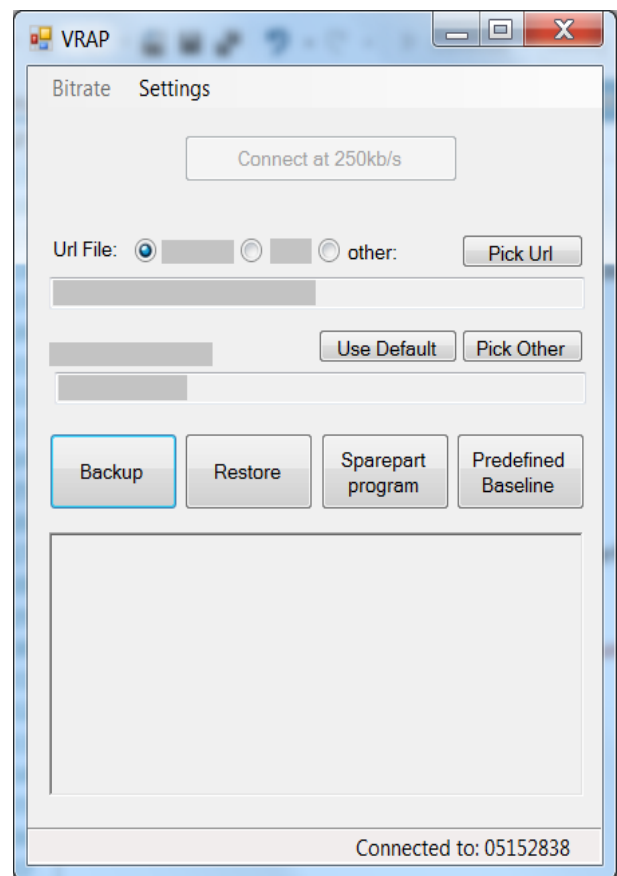 VRAP
Bitrate Settings
Connect at 250kb/s
Url File: other: Pick Url
Use Default Pick Other
Backup Restore Sparepart program Predefined Baseline
Connected to: 05152838